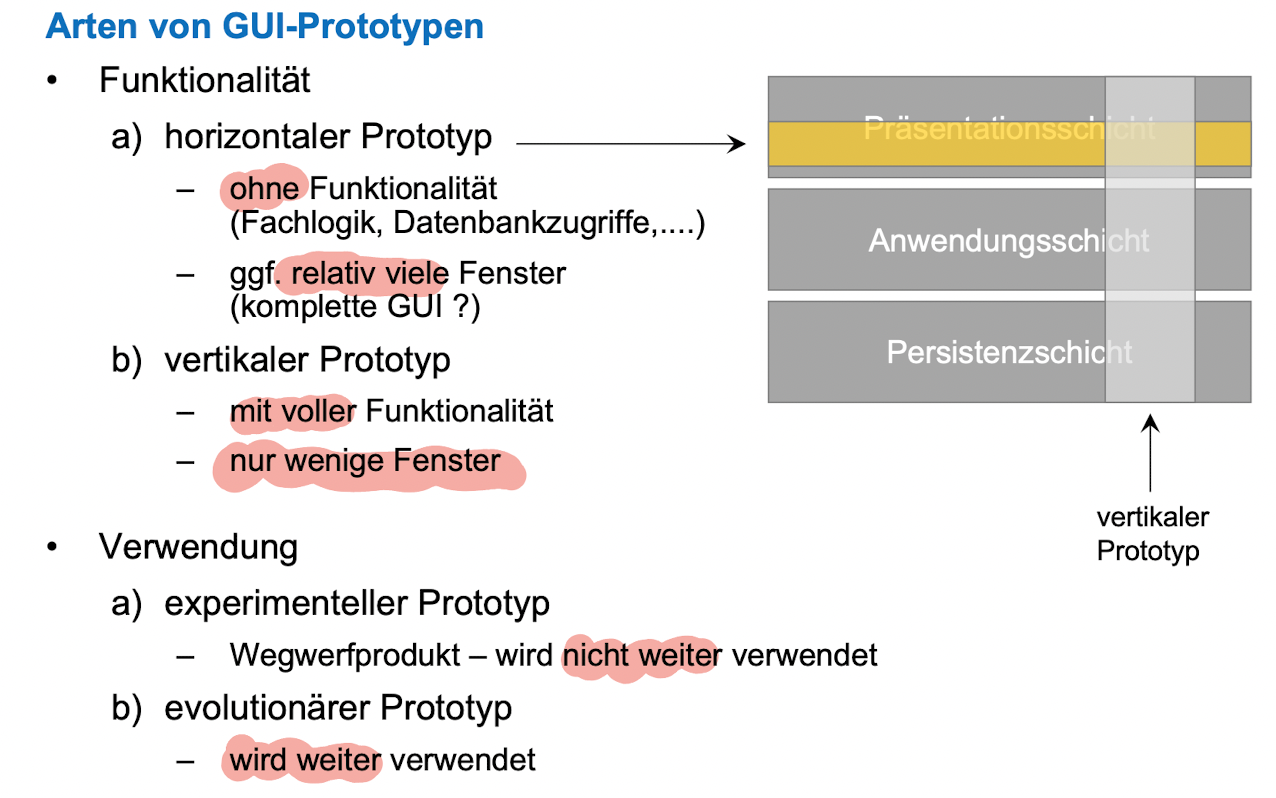 Arten von GUI-Prototypen
• Funktionalität
a) horizontaler Prototyp
– ohne Funktionalität
(Fachlogik, Datenbankzugriffe,....)
– ggf. relativ viele Fenster
(komplette GUI ?)
b) vertikaler Prototyp
– mit voller Funktionalität
– nur wenige Fenster
• Verwendung
a) experimenteller Prototyp
– Wegwerfprodukt – wird nicht weiter verwendet
b) evolutionärer Prototyp
– wird weiter verwendet
Präsentationsschicht
Anwendungsschicht
Persistenzschicht
vertikaler
Prototyp